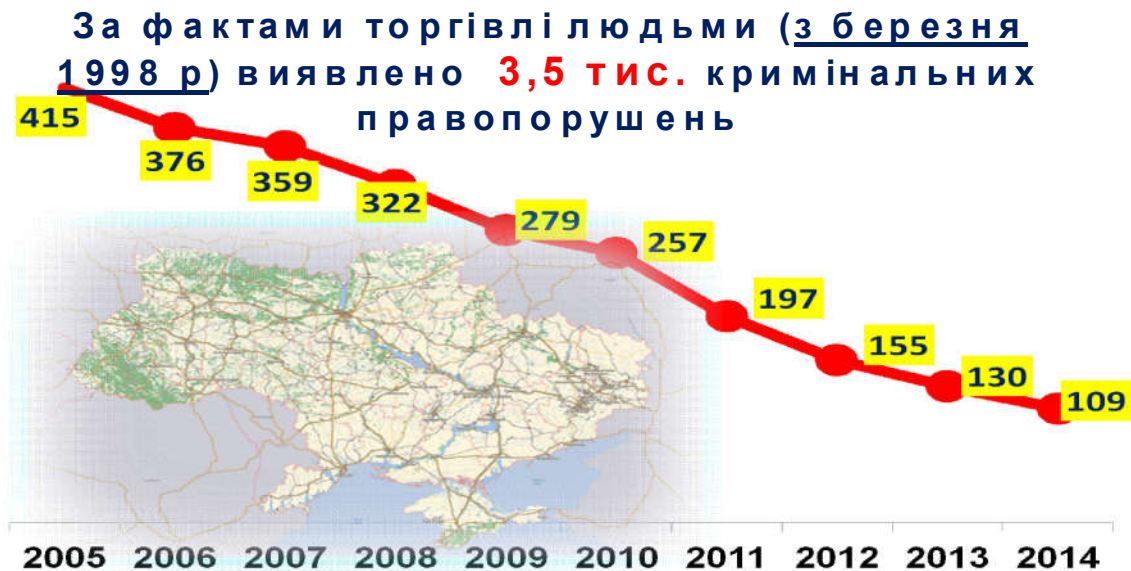 За фактами торгівлі людьми (з березня
1998 р) виявлено 3,5 тис. кримінальних
правопорушень
415
376
359
322
279
257
197
155
130
109
2005 2006 2007 2008 2009 2010 2011 2012 2013 2014